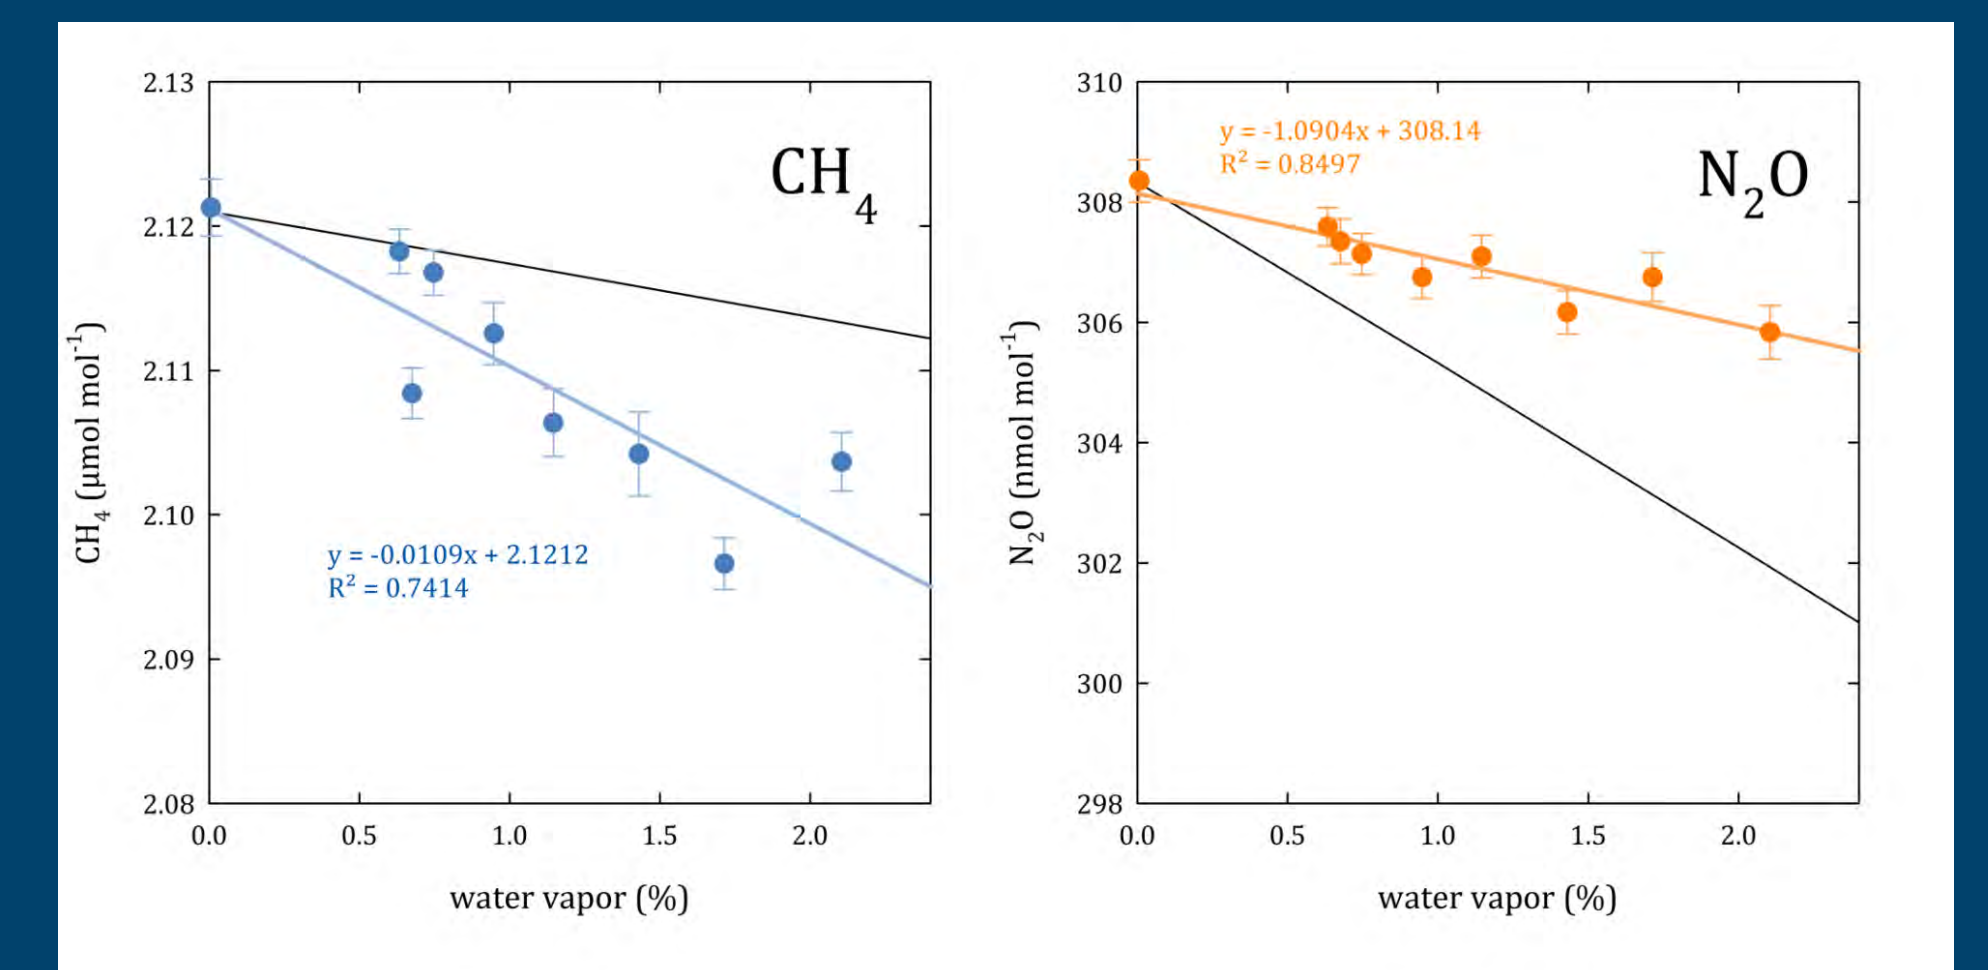 CH₄
2.13
2.12
2.11
2.10
2.09
2.08
CH₄ (µmol mol⁻¹)
y = -0.0109x + 2.1212
R² = 0.7414
0.0 0.5 1.0 1.5 2.0
water vapor (%)
N₂O
y = -1.0904x + 308.14
R² = 0.8497
310
308
306
304
302
300
298
N₂O (nmol mol⁻¹)
0.0 0.5 1.0 1.5 2.0
water vapor (%)